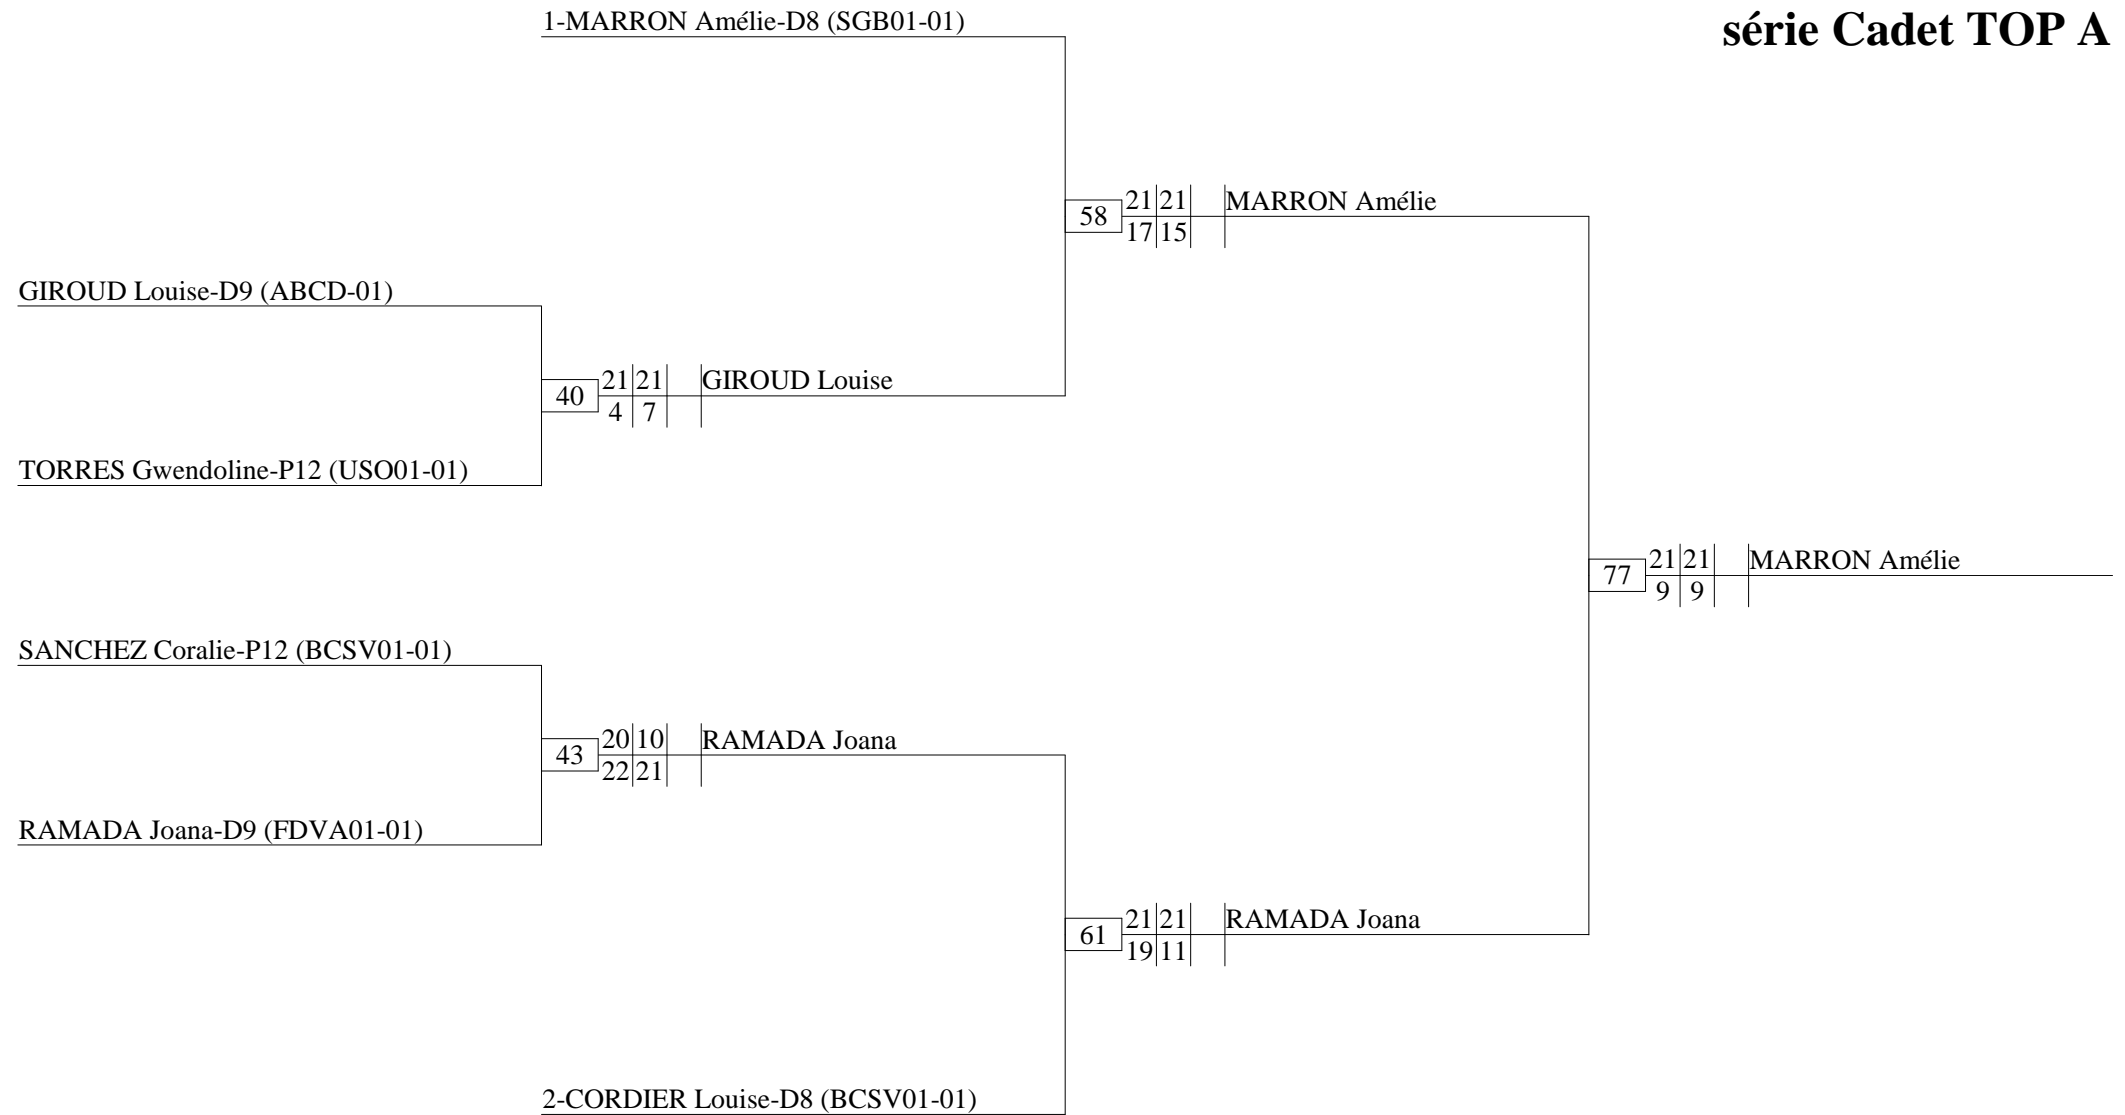 1-MARRON Amélie-D8 (SGB01-01)
série Cadet TOP A
58 21 21 MARRON Amélie
17 15
GIROUD Louise-D9 (ABCD-01)
40 21 21 GIROUD Louise
4 7
TORRES Gwendoline-P12 (USO01-01)
77 21 21 MARRON Amélie
9 9
SANCHEZ Coralie-P12 (BCSV01-01)
43 20 10 RAMADA Joana
22 21
RAMADA Joana-D9 (FDVA01-01)
61 21 21 RAMADA Joana
19 11
2-CORDIER Louise-D8 (BCSV01-01)